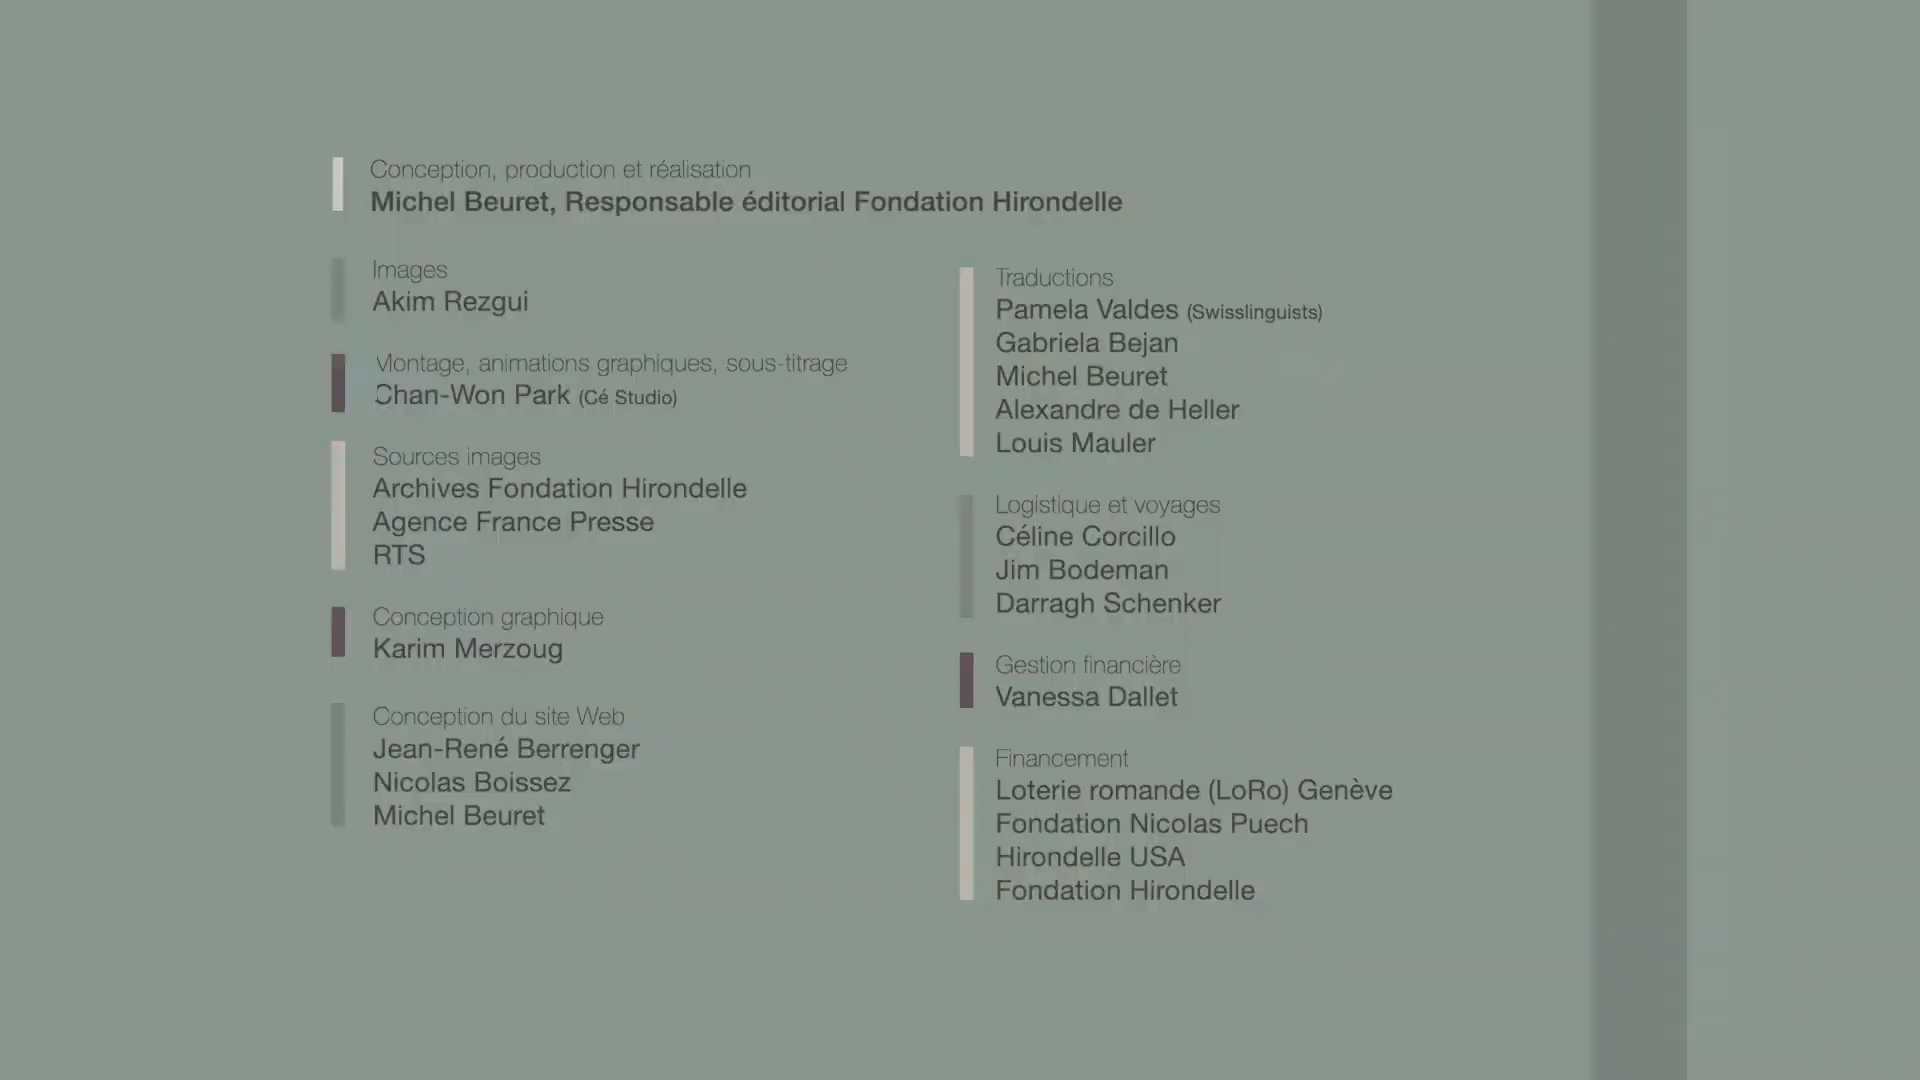 Conception, production et réalisation
Michel Beuret, Responsable éditorial Fondation Hirondelle
Images
Akim Rezgui
Montage, animations graphiques, sous-titrage
Chan-Won Park (Cé Studio)
Sources images
Archives Fondation Hirondelle
Agence France Presse
RTS
Conception graphique
Karim Merzoug
Conception du site Web
Jean-René Berrenger
Nicolas Boissez
Michel Beuret
Traductions
Pamela Valdes (Swisslinguists)
Gabriela Bejan
Michel Beuret
Alexandre de Heller
Louis Mauler
Logistique et voyages
Céline Corcillo
Jim Bodeman
Darragh Schenker
Gestion financière
Vanessa Dallet
Financement
Loterie romande (LoRo) Genève
Fondation Nicolas Puech
Hirondelle USA
Fondation Hirondelle